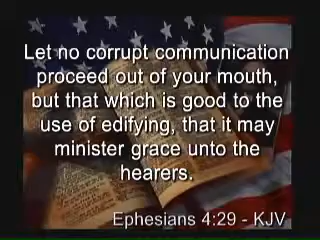 Let no corrupt communication
proceed out of your mouth,
but that which is good to the
use of edifying, that it may
minister grace unto the
hearers.
Ephesians 4:29 - KJV